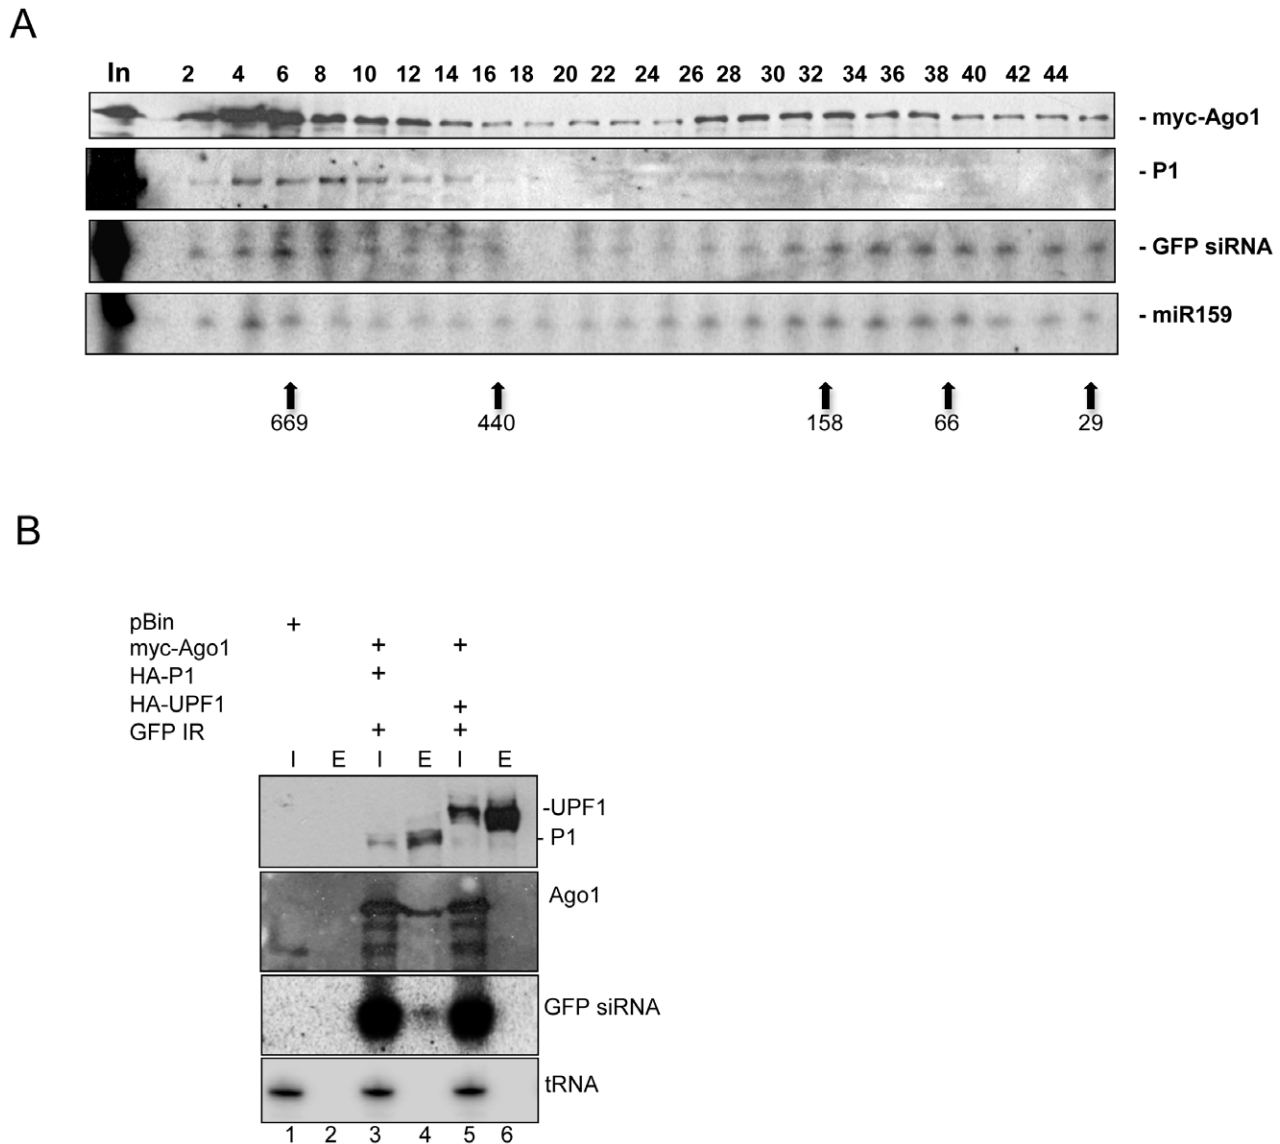 A
In 2 4 6 8 10 12 14 16 18 20 22 24 26 28 30 32 34 36 38 40 42 44
- myc-Ago1
- P1
- GFP siRNA
- miR159
669 440 158 66 29
B
pBin +
myc-Ago1 + +
HA-P1 +
HA-UPF1 +
GFP IR + +
I E I E I E
-UPF1
- P1
Ago1
GFP siRNA
tRNA
1 2 3 4 5 6